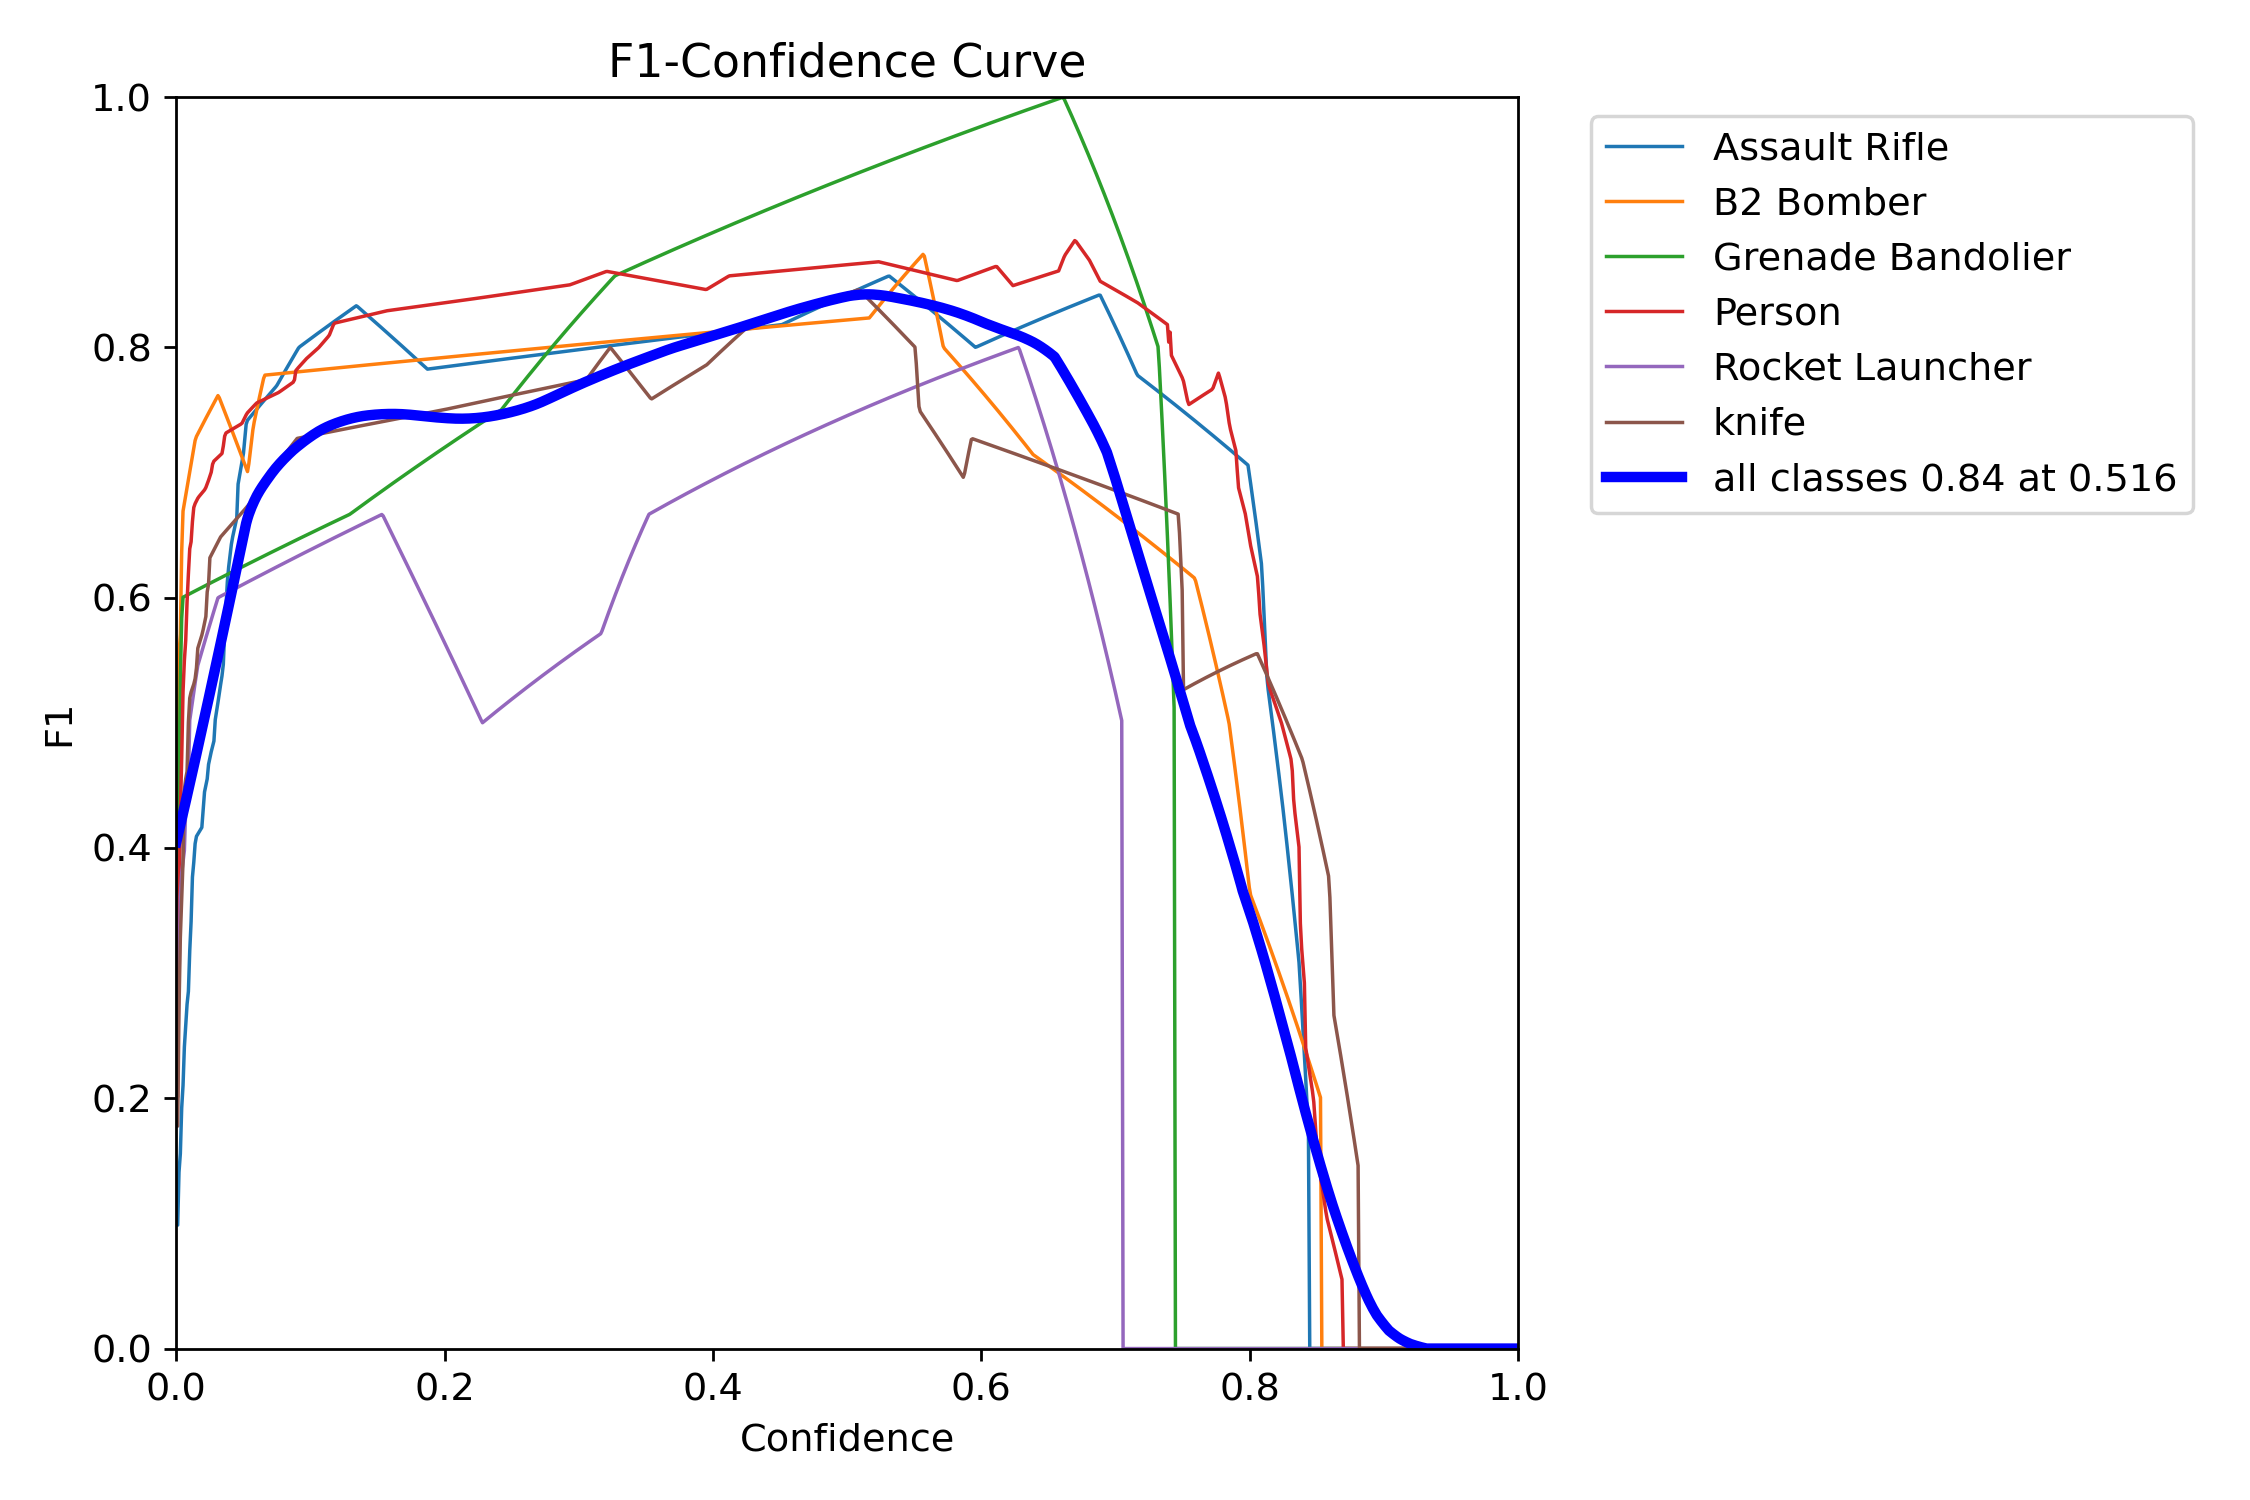 F1-Confidence Curve
1.0
0.8
0.6
0.4
0.2
0.0
F1
0.0 0.2 0.4 0.6 0.8 1.0
Confidence
Assault Rifle
B2 Bomber
Grenade Bandolier
Person
Rocket Launcher
knife
all classes 0.84 at 0.516